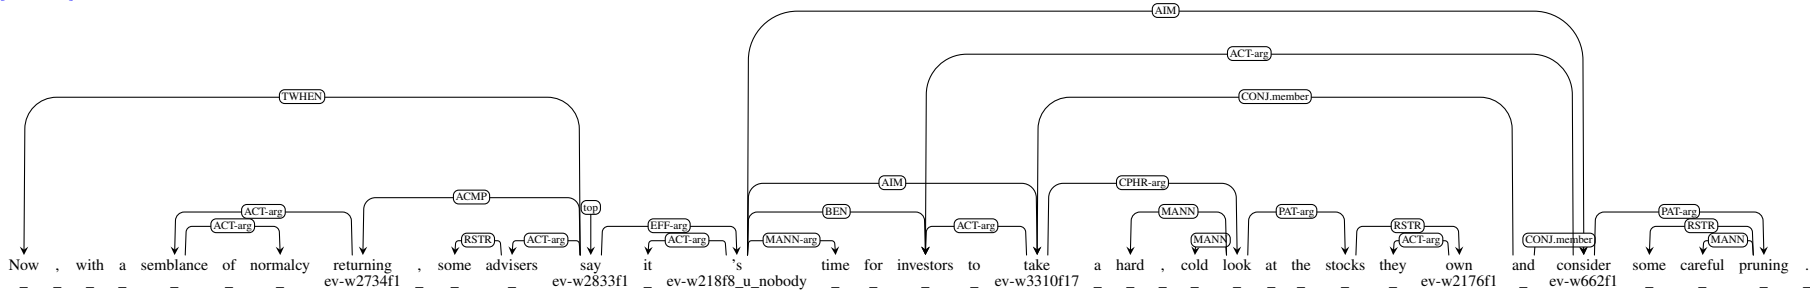 AIM
ACT-arg
TWHEN CONJ.member
AIM CPHR-arg
ACMP
top
ACT-arg BEN MANN PAT-arg PAT-arg
ACT-arg EFF-arg ACT-arg RSTR RSTR
RSTR ACT-arg ACT-arg MANN-arg MANN ACT-arg CONJ.member MANN
Now , with a semblance of normalcy returning , some advisers say it 's time for investors to take a hard , cold look at the stocks they own and consider some careful pruning .
_ _ _ _ _ _ _ ev-w2734f1 _ _ _ ev-w2833f1 _ ev-w218f8_u_nobody _ _ _ _ ev-w3310f17 _ _ _ _ _ _ _ _ _ ev-w2176f1 _ ev-w662f1 _ _ _ _